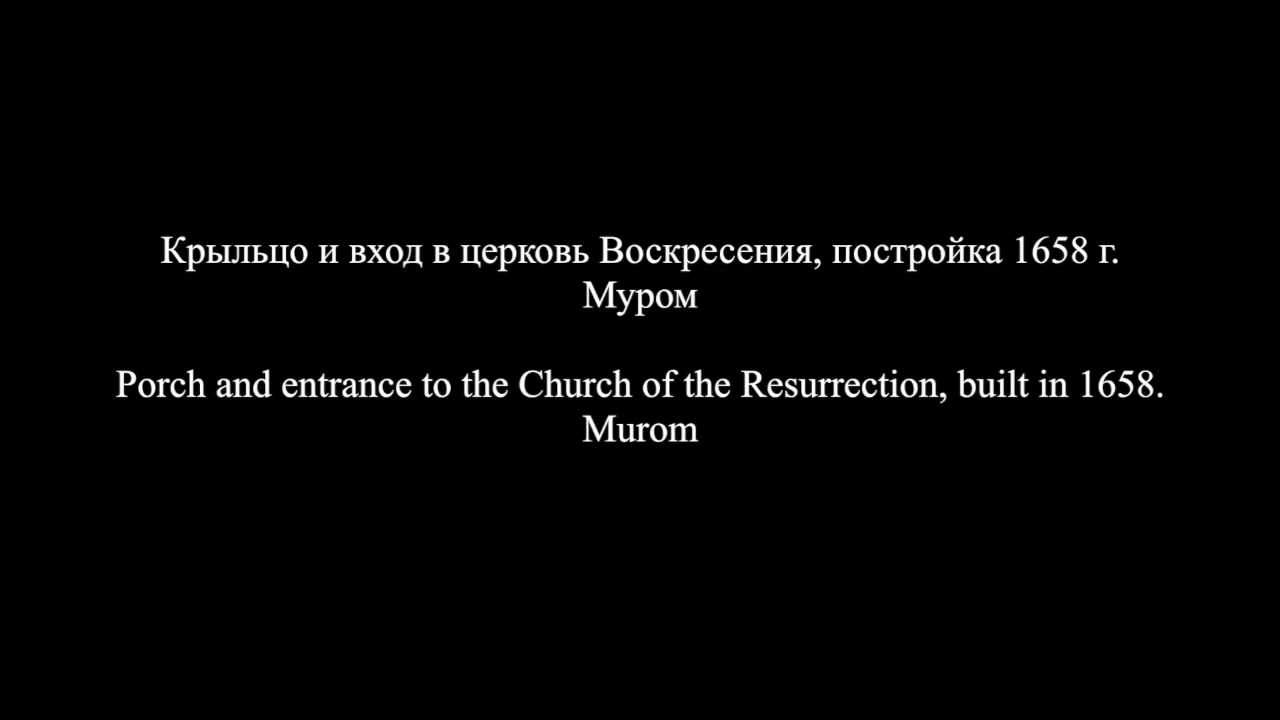 Крыльцо и вход в церковь Воскресения, постройка 1658 г.
Муром
Porch and entrance to the Church of the Resurrection, built in 1658.
Murom